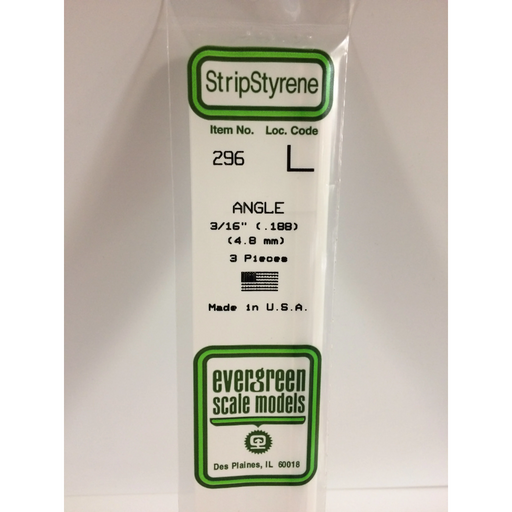 StripStyrene
Item No. Loc. Code
296
ANGLE
3/16" (.188)
(4.8 mm)
3 Pieces
Made in U.S.A.
evergreen
scale models
Des Plaines, IL 60018